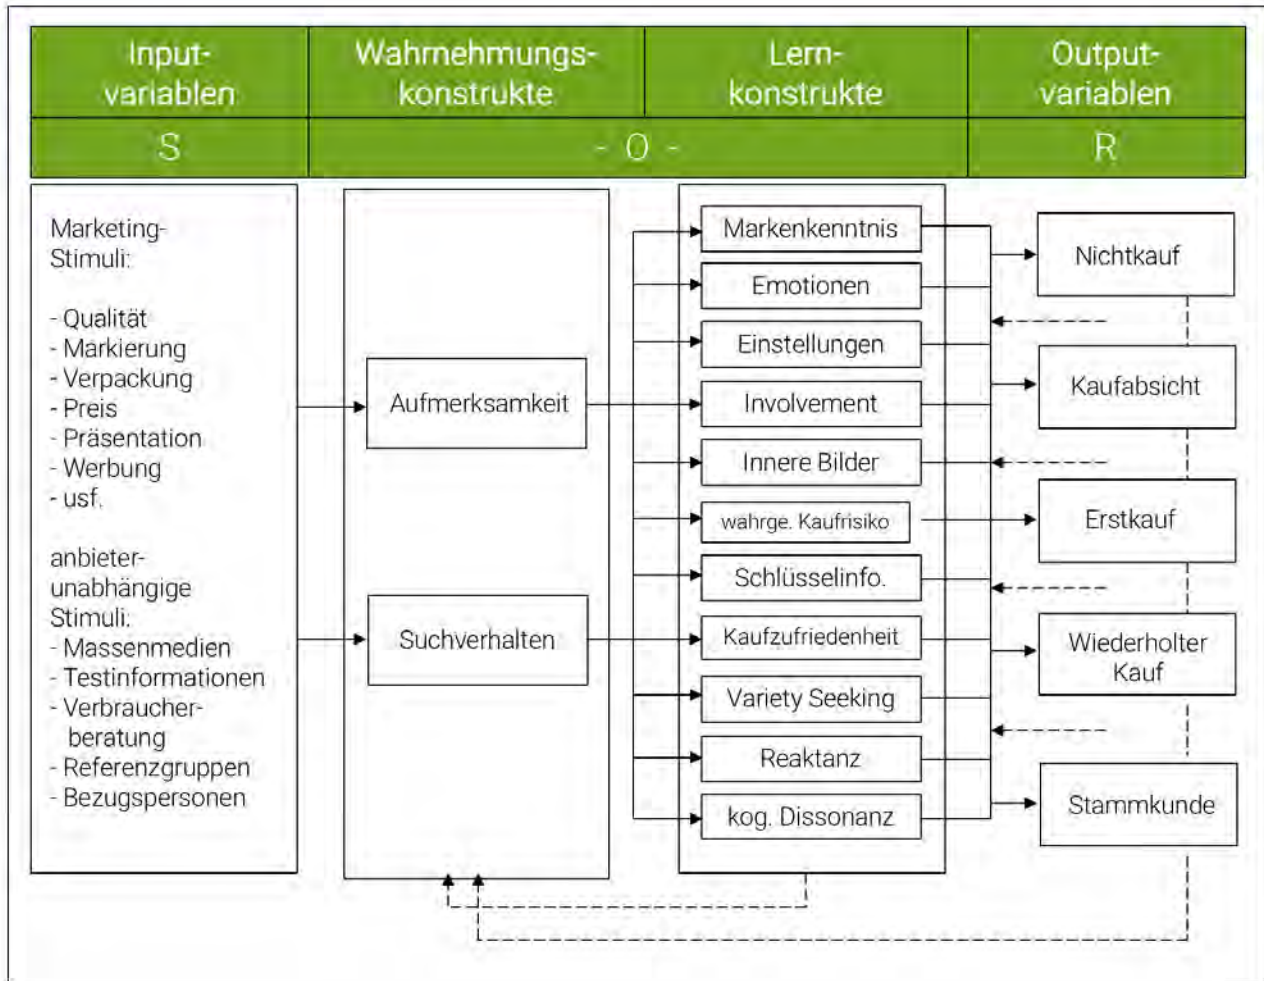 Input-
variablen
Wahrnehmungs-
konstrukte
Lern-
konstrukte
Output-
variablen
S
- O -
R
Marketing-
Stimuli:
- Qualität
- Markierung
- Verpackung
- Preis
- Präsentation
- Werbung
- usf.
anbieter-
unabhängige
Stimuli:
- Massenmedien
- Testinformationen
- Verbraucher-
beratung
- Referenzgruppen
- Bezugspersonen
Aufmerksamkeit
Suchverhalten
Markenkenntnis
Emotionen
Einstellungen
Involvement
Innere Bilder
wahrge. Kaufrisiko
Schlüsselinfo.
Kaufzufriedenheit
Variety Seeking
Reaktanz
kog. Dissonanz
Nichtkauf
Kaufabsicht
Erstkauf
Wiederholter
Kauf
Stammkunde